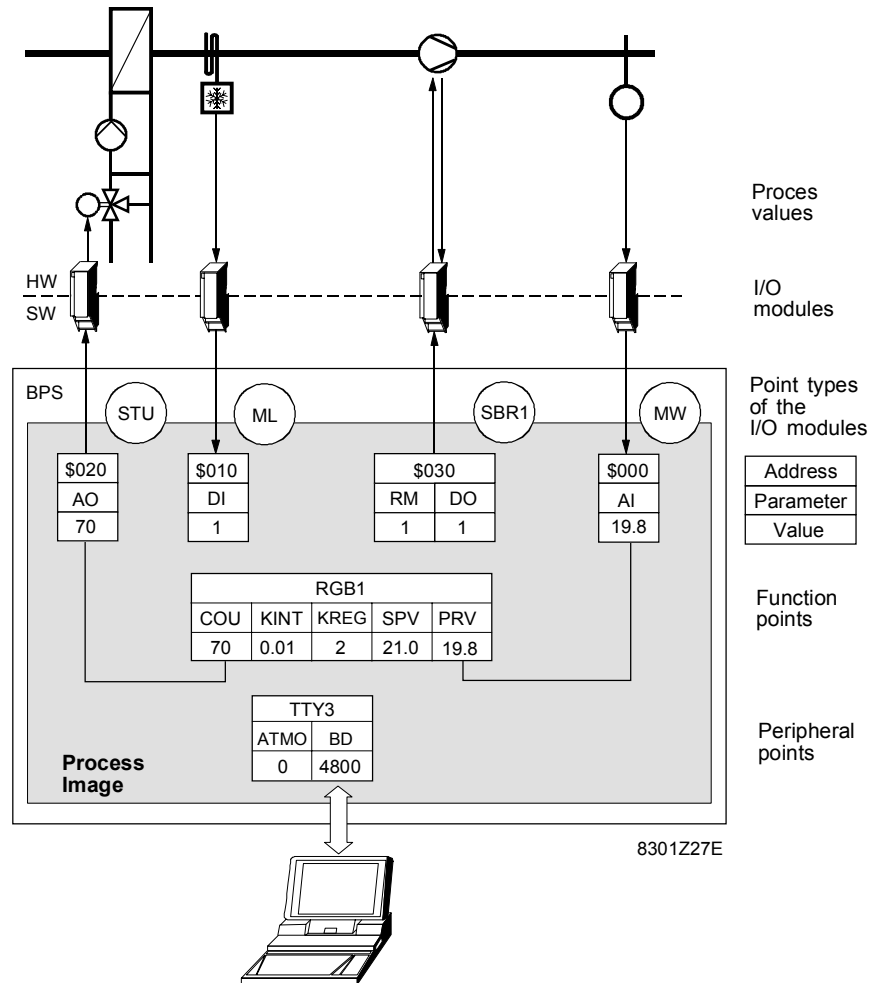 Proces
values
HW
SW
I/O
modules
BPS
STU
ML
SBR1
MW
Point types
of the
I/O modules
$020
AO
70
$010
DI
1
$030
RM DO
1 1
$000
AI
19.8
Address
Parameter
Value
RGB1
COU KINT KREG SPV PRV
70 0.01 2 21.0 19.8
Function
points
TTY3
ATMO BD
0 4800
Peripheral
points
Process
Image
8301Z27E